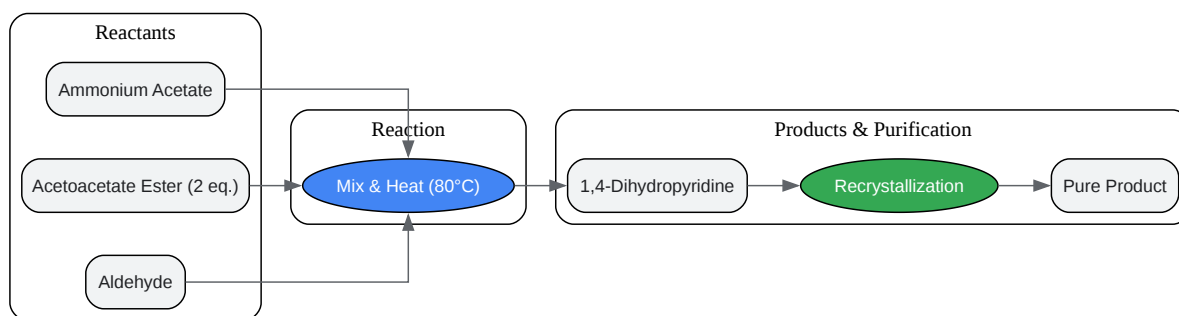 Reactants
Ammonium Acetate
Acetoacetate Ester (2 eq.)
Aldehyde
Reaction
Mix & Heat (80°C)
Products & Purification
1,4-Dihydropyridine
Recrystallization
Pure Product